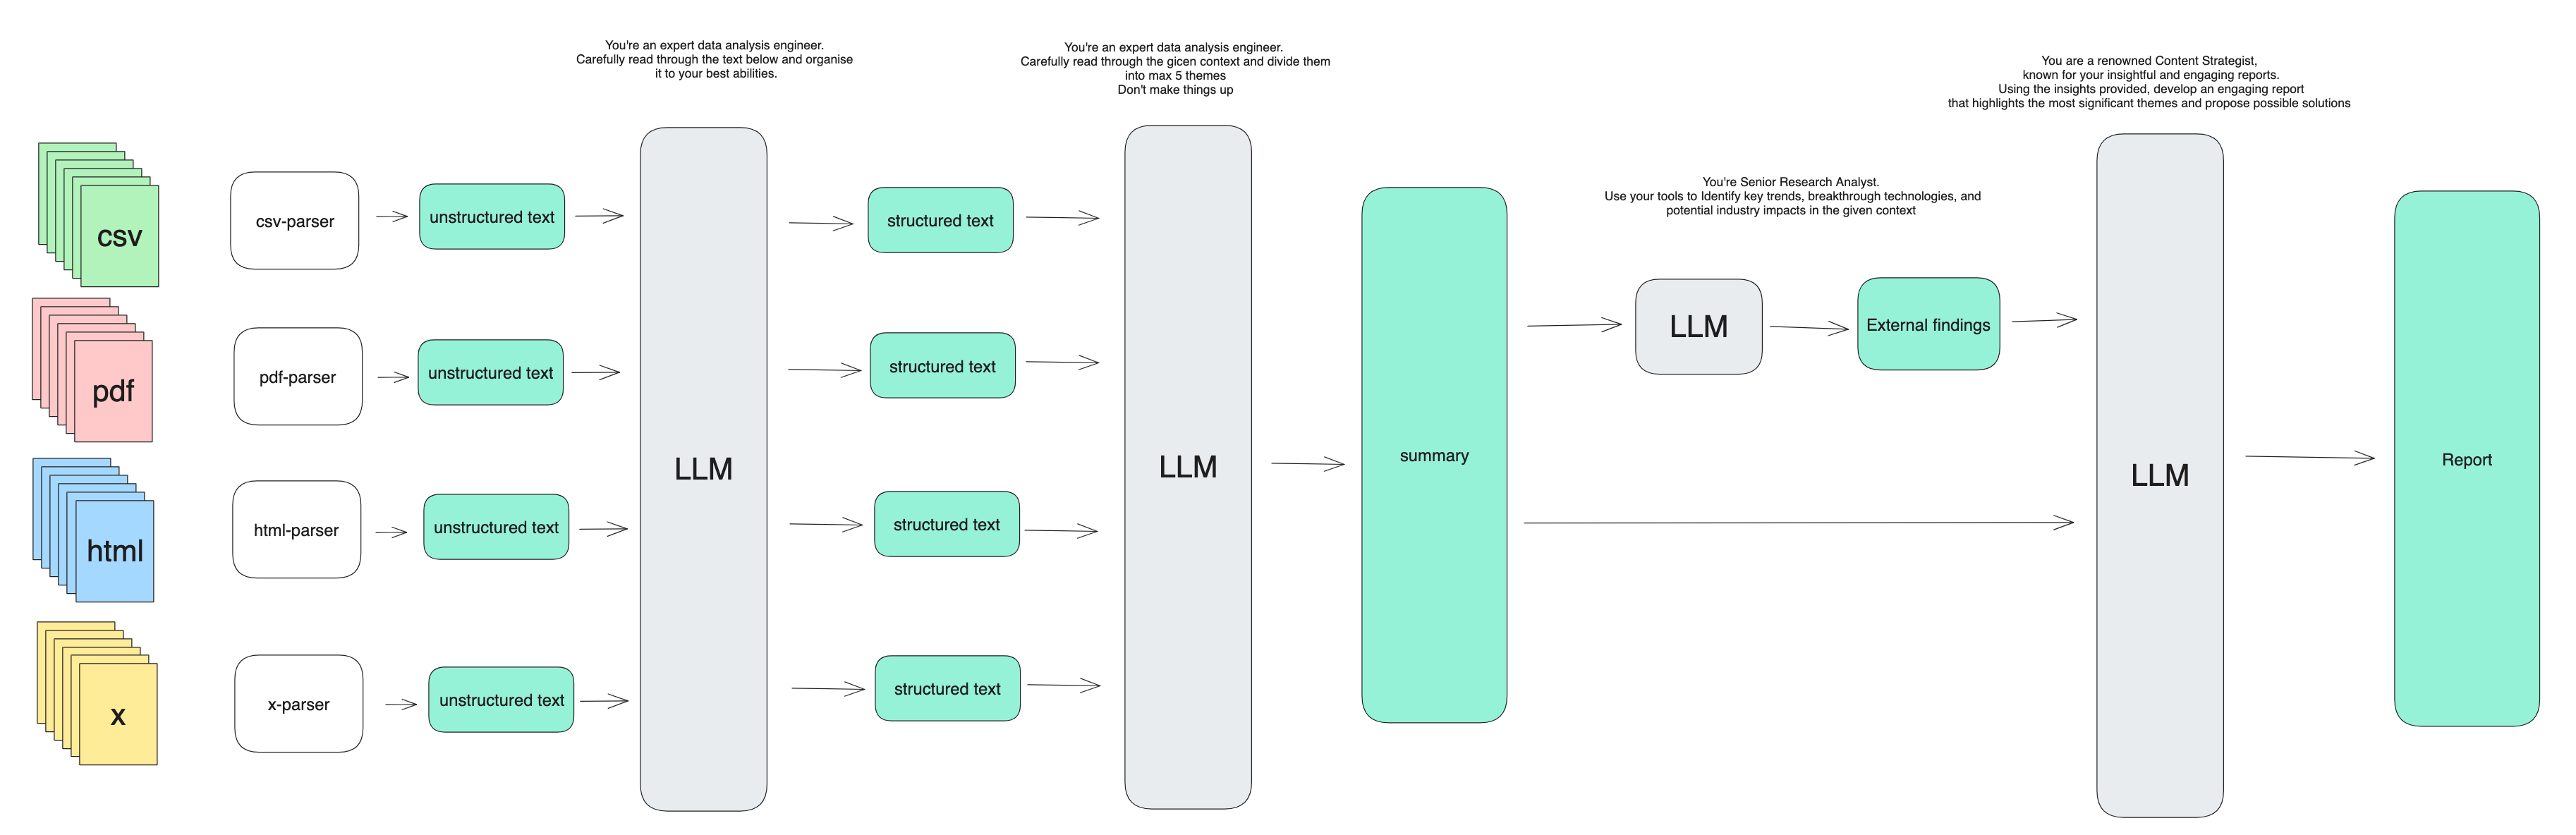 You're an expert data analysis engineer.
Carefully read through the text below and organise
it to your best abilities.
You're an expert data analysis engineer.
Carefully read through the gicen context and divide them
into max 5 themes
Don't make things up
You are a renowned Content Strategist,
known for your insightful and engaging reports.
Using the insights provided, develop an engaging report
that highlights the most significant themes and propose possible solutions
You're Senior Research Analyst.
Use your tools to Identify key trends, breakthrough technologies, and
potential industry impacts in the given context
csv
csv-parser
unstructured text
structured text
pdf
pdf-parser
unstructured text
structured text
html
html-parser
unstructured text
structured text
x
x-parser
unstructured text
structured text
LLM
LLM
summary
LLM
External findings
LLM
Report